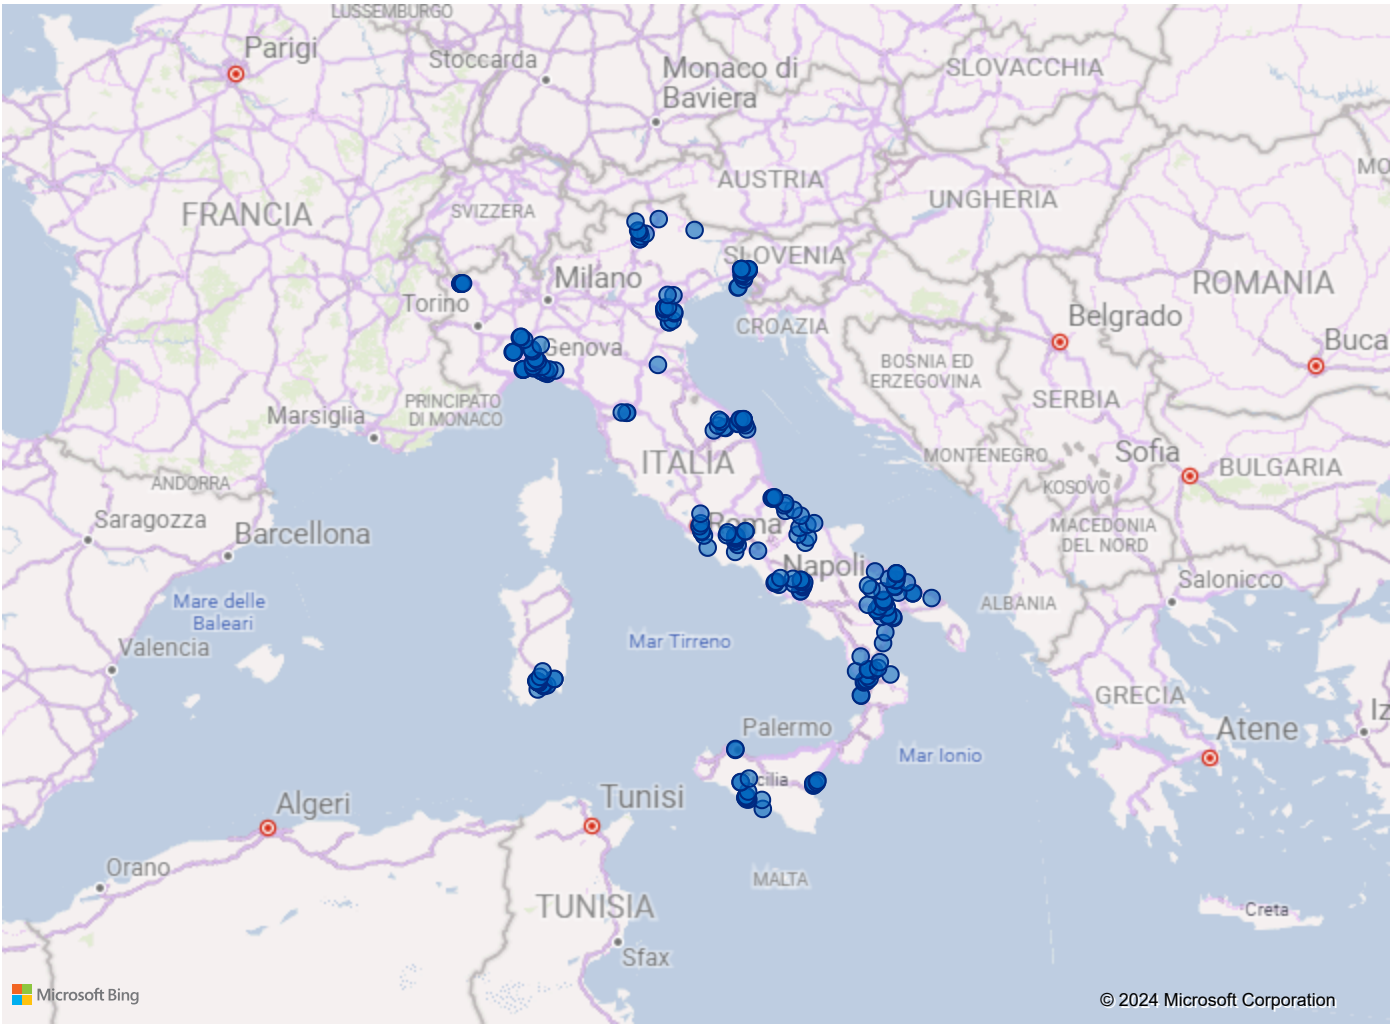 LUSSEMBURGO
Parigi
Stoccarda
Monaco di
Baviera
SLOVACCHIA
MO
AUSTRIA
UNGHERIA
FRANCIA
SVIZZERA
SLOVENIA
Milano
ROMANIA
Torino
CROAZIA
Belgrado
Genova
Buca
BOSNIA ED
ERZEGOVINA
PRINCIPATO
DI MONACO
SERBIA
Marsiglia
ITALIA
MONTENEGRO
Sofia
BULGARIA
ANDORRA
KOSOVO
Saragozza
Barcellona
Roma
MACEDONIA
DEL NORD
Napoli
Salonicco
Mare delle
Baleari
ALBANIA
Valencia
Mar Tirreno
GRECIA
Iz
Palermo
Atene
Mar Ionio
cilia
Algeri
Tunisi
Orano
MALTA
TUNISIA
Creta
Sfax
Microsoft Bing
© 2024 Microsoft Corporation